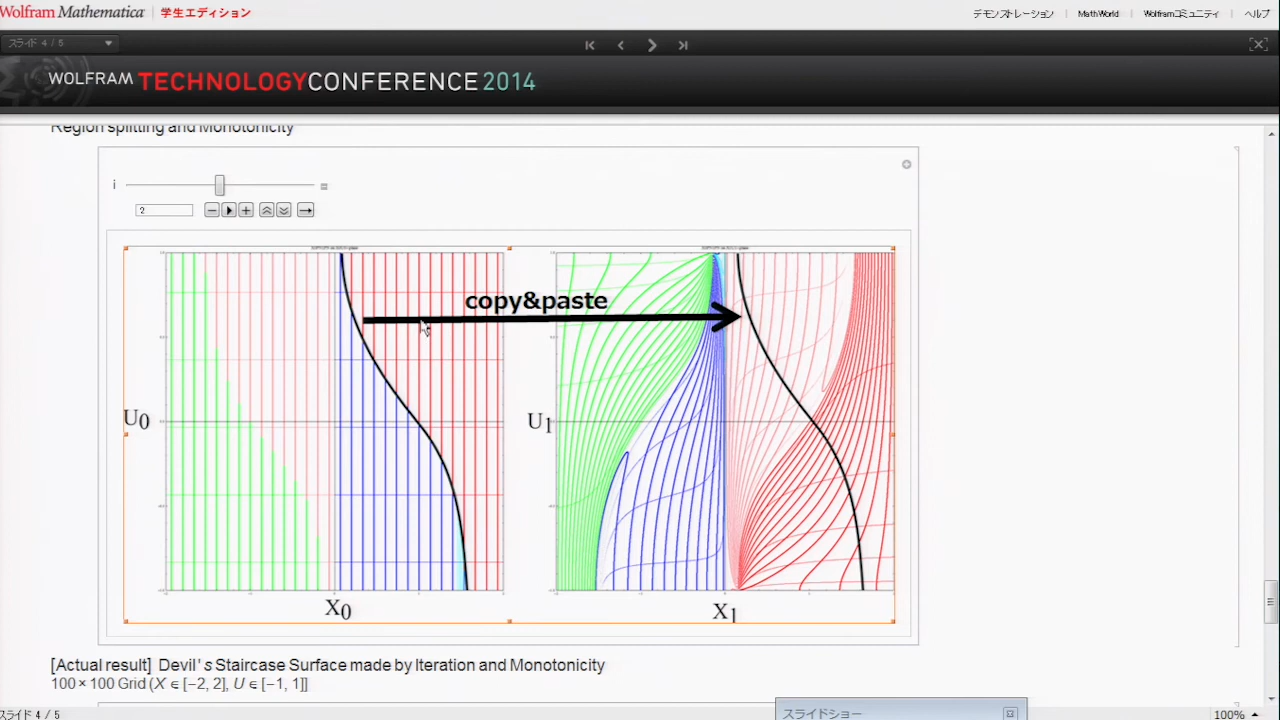 Wolfram Mathematica | 学生エディション
デモンストレーション | MathWorld | Wolframコミュニティ | ヘルプ
スライド 4 / 5
WOLFRAM TECHNOLOGYCONFERENCE 2014
Region splitting and Monotonicity
i
2
copy&paste
U0
U1
X0
X1
[Actual result] Devil's Staircase Surface made by Iteration and Monotonicity
100 × 100 Grid (X ∈ [-2, 2], U ∈ [-1, 1]]
スライドショー
スライド 4 / 5
100%